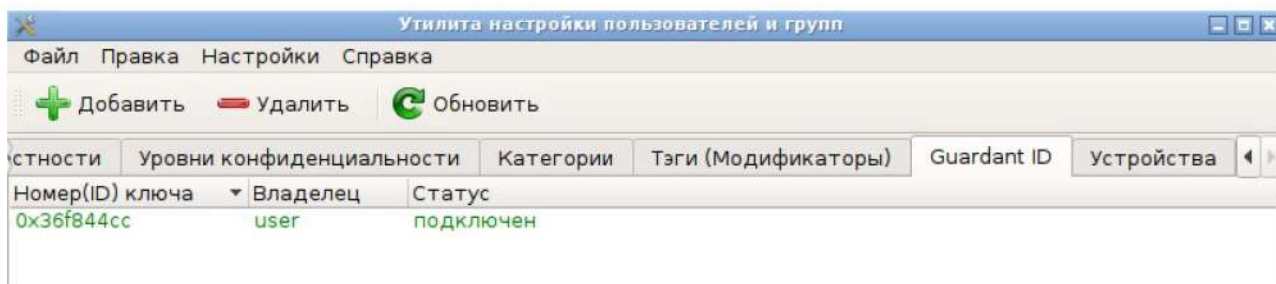 Утилита настройки пользователей и групп
Файл Правка Настройки Справка
Добавить Удалить Обновить
стности Уровни конфиденциальности Категории Тэги (Модификаторы) Guardant ID Устройства
Номер(ID) ключа Владелец Статус
0x36f844cc user подключен